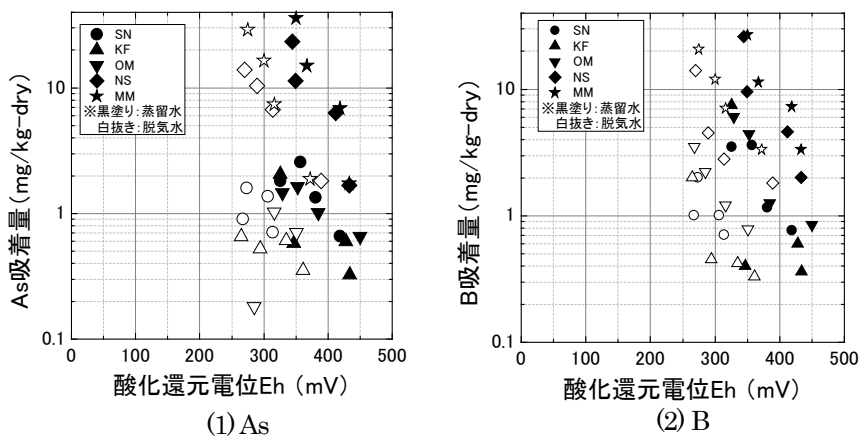 SN
KF
OM
NS
MM
※黒塗り:蒸留水
白抜き:脱気水
10
1
0.1
As吸着量(mg/kg-dry)
0 100 200 300 400 500
酸化還元電位Eh (mV)
(1) As
SN
KF
OM
NS
MM
※黒塗り:蒸留水
白抜き:脱気水
10
1
0.1
B吸着量(mg/kg-dry)
0 100 200 300 400 500
酸化還元電位Eh (mV)
(2) B